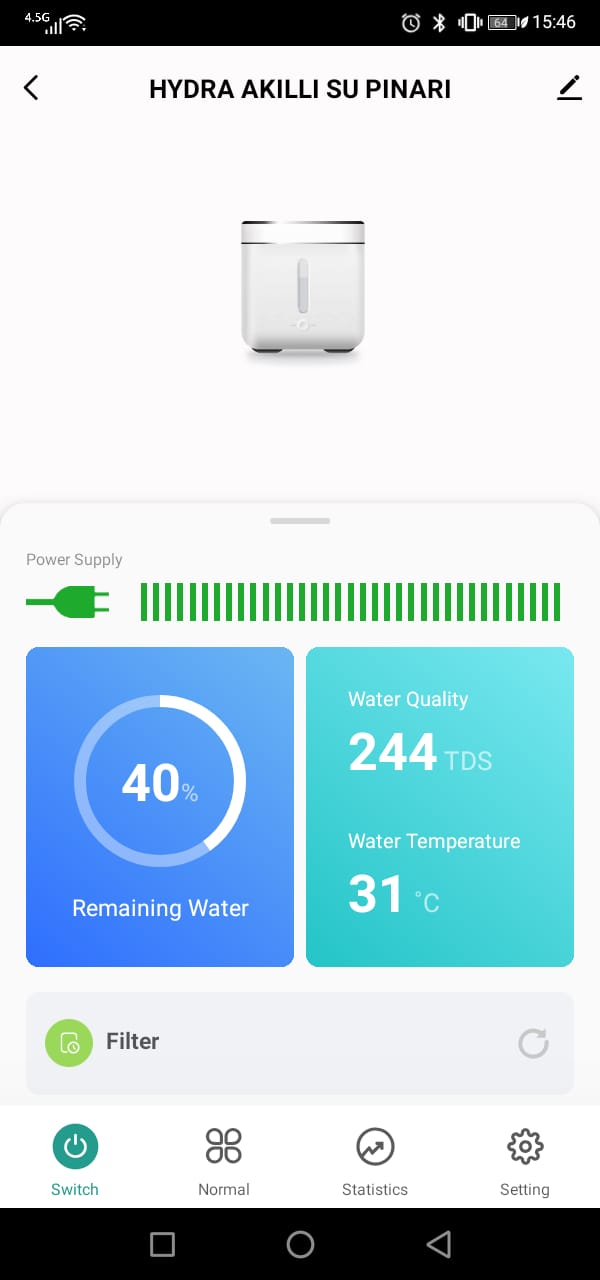 4.5G
64
15:46
HYDRA AKILLI SU PINARI
Power Supply
40%
Remaining Water
Water Quality
244 TDS
Water Temperature
31 °C
Filter
Switch
Normal
Statistics
Setting